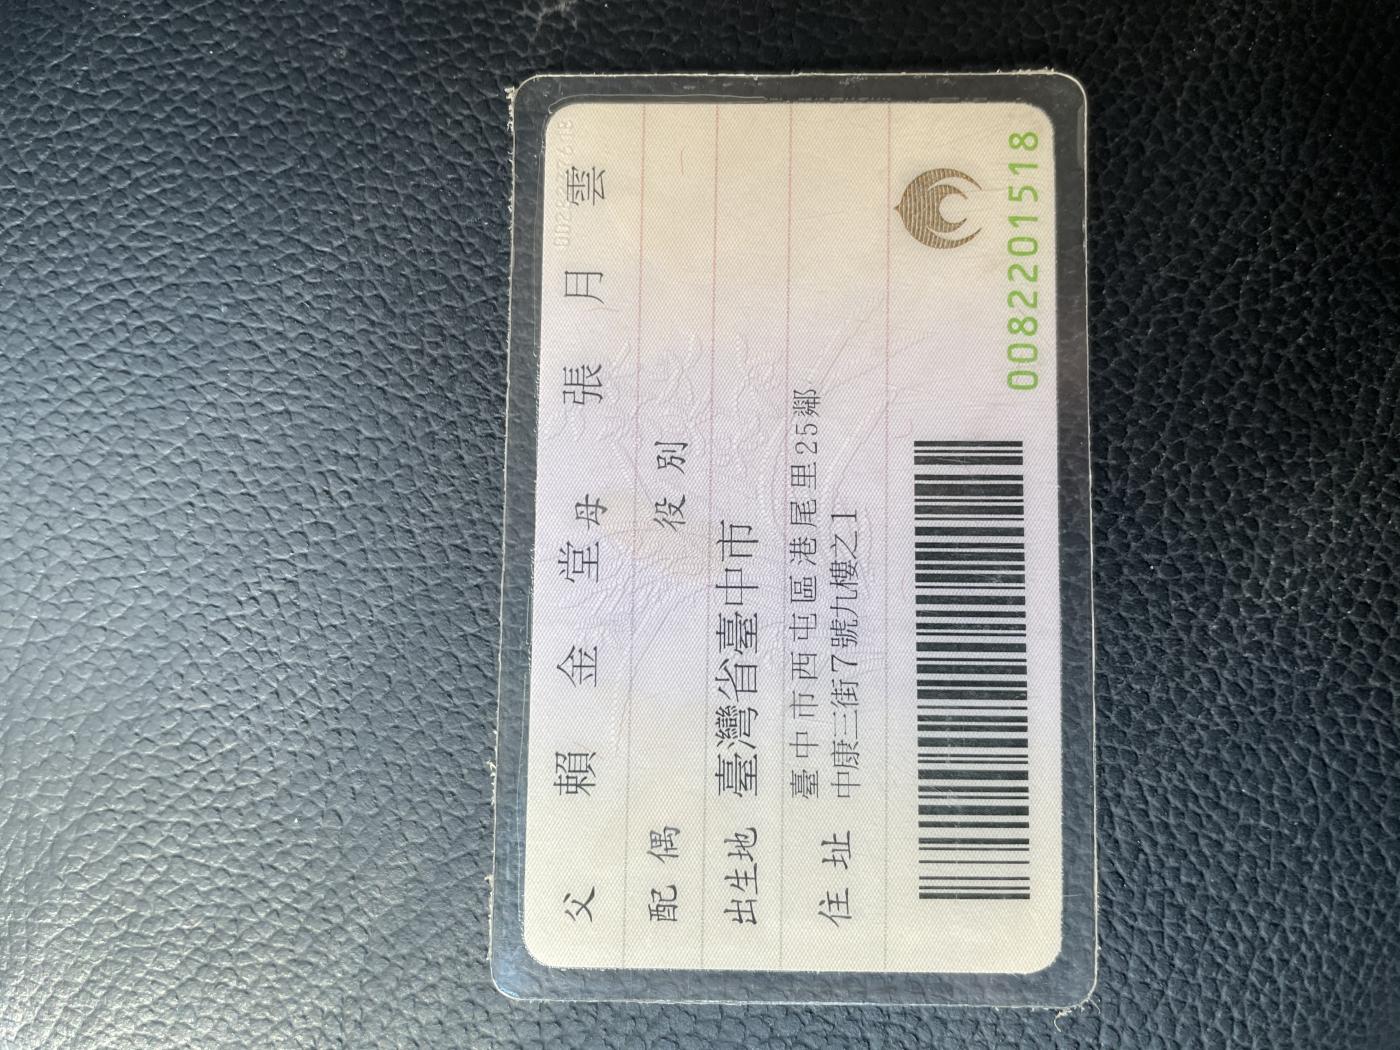 父 賴金堂 母 張月雲
配偶 役別
出生地 臺灣省臺中市
住址 臺中市西屯區港尾里25鄰
中康三街7號九樓之1
0082201518